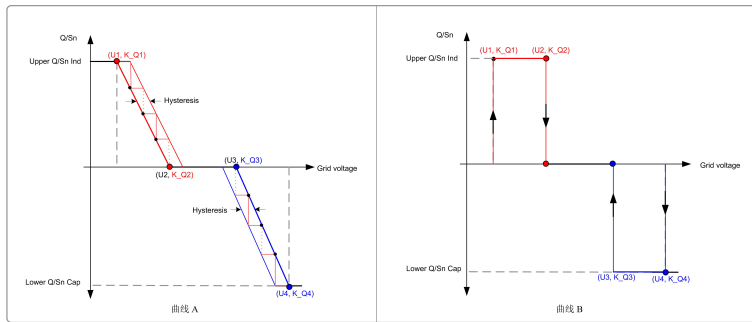 Q/Sn
(U1, K_Q1)
Upper Q/Sn Ind
Hysteresis
(U3, K_Q3)
Grid voltage
(U2, K_Q2)
Hysteresis
Lower Q/Sn Cap
(U4, K_Q4)
曲线 A
Q/Sn
(U1, K_Q1)
(U2, K_Q2)
Upper Q/Sn Ind
Grid voltage
Lower Q/Sn Cap
(U3, K_Q3)
(U4, K_Q4)
曲线 B